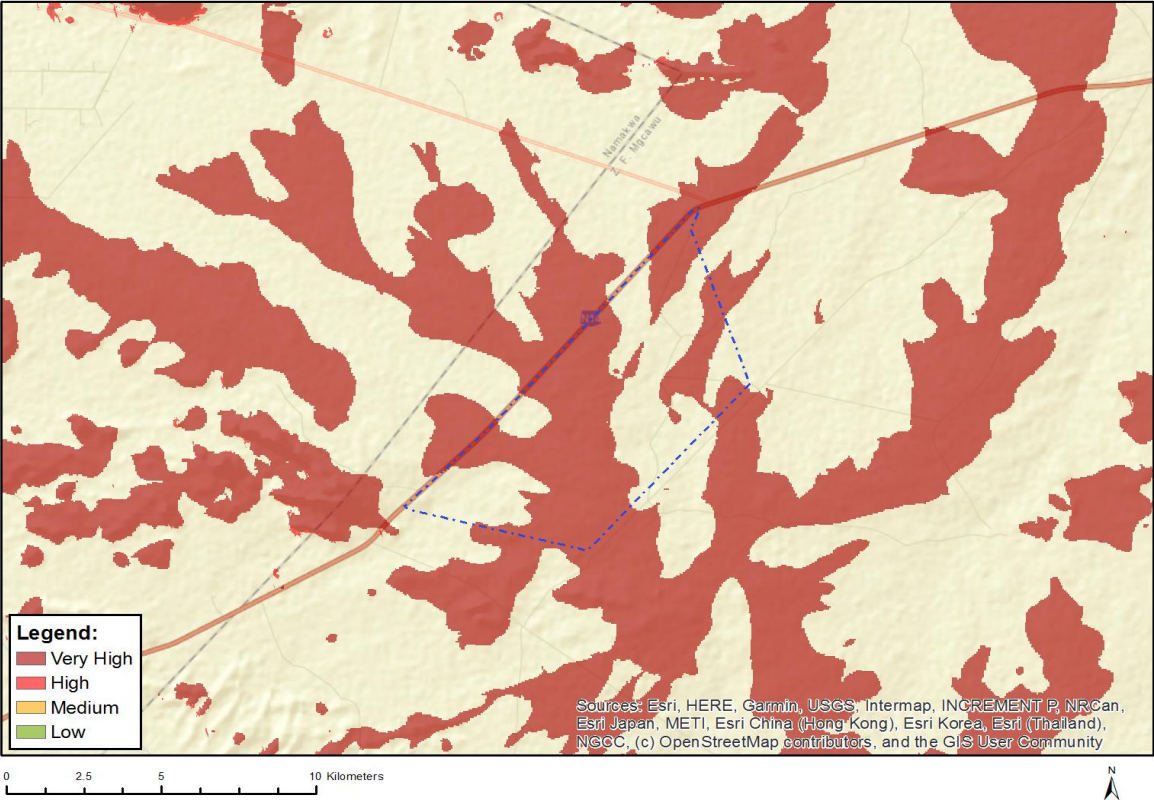 Namakwa
Z. F. Mgcawu
N14
Legend:
Very High
High
Medium
Low
Sources: Esri, HERE, Garmin, USGS, Intermap, INCREMENT P, NRCan,
Esri Japan, METI, Esri China (Hong Kong), Esri Korea, Esri (Thailand),
NGCC, (c) OpenStreetMap contributors, and the GIS User Community
0 2.5 5 10 Kilometers
N